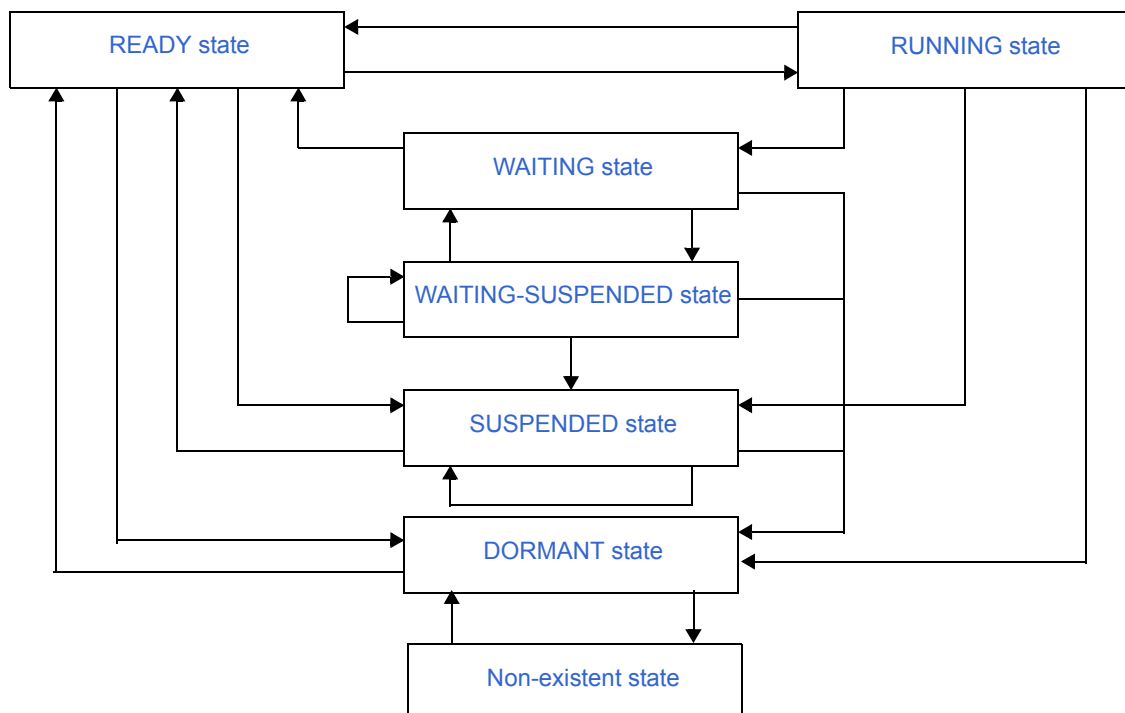 READY state
RUNNING state
WAITING state
WAITING-SUSPENDED state
SUSPENDED state
DORMANT state
Non-existent state